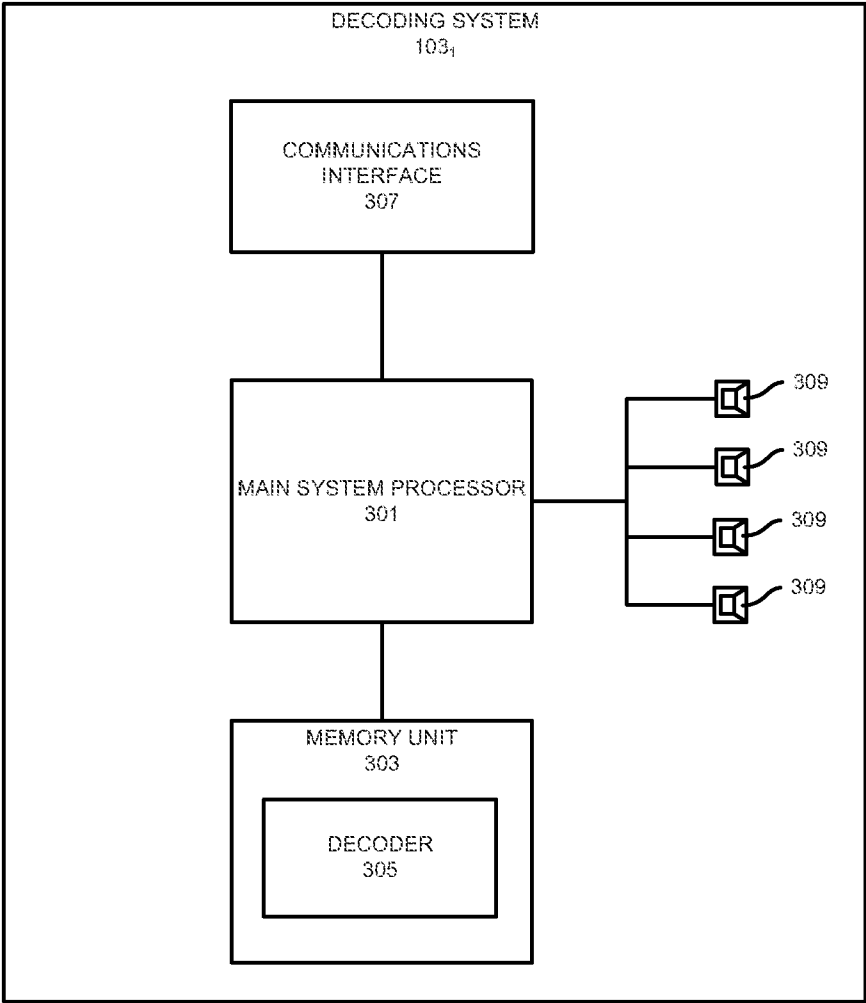 DECODING SYSTEM
103₁
COMMUNICATIONS
INTERFACE
307
MAIN SYSTEM PROCESSOR
301
309
309
309
309
MEMORY UNIT
303
DECODER
305